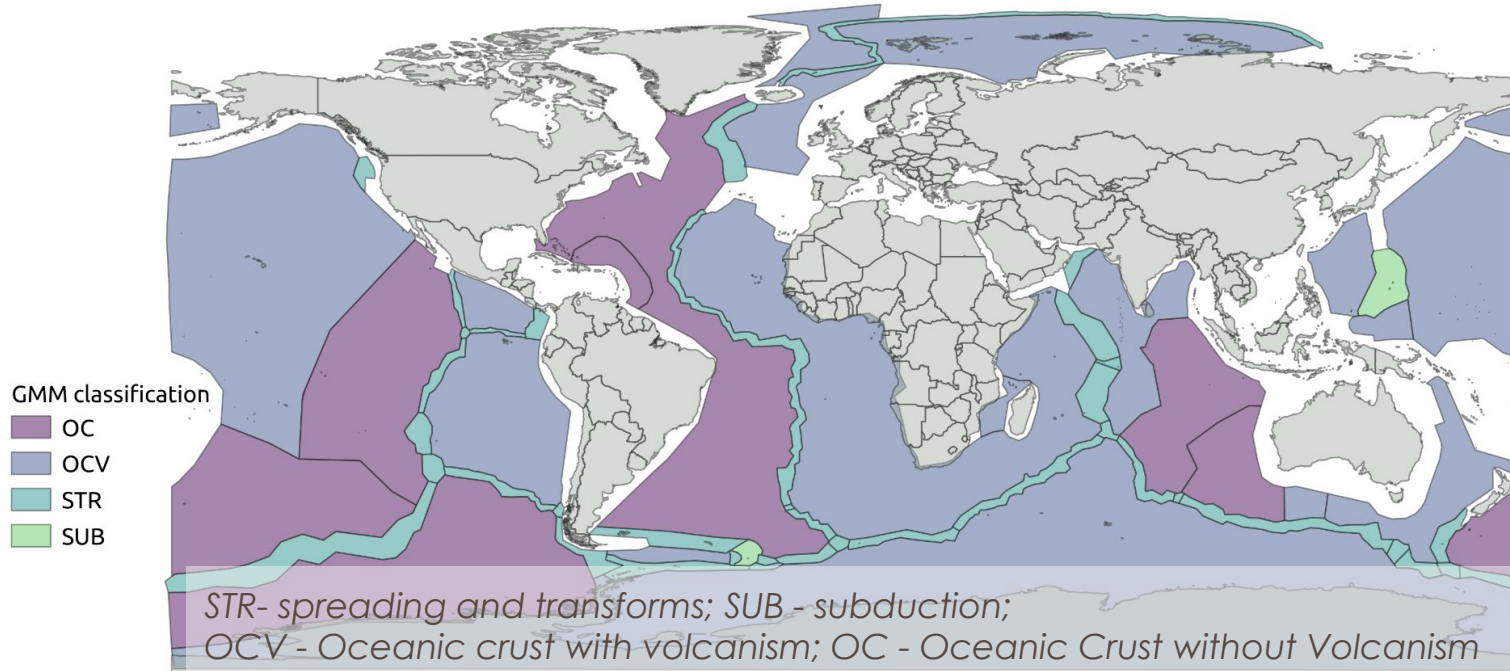 GMM classification
OC
OCV
STR
SUB
STR- spreading and transforms; SUB - subduction;
OCV - Oceanic crust with volcanism; OC - Oceanic Crust without Volcanism